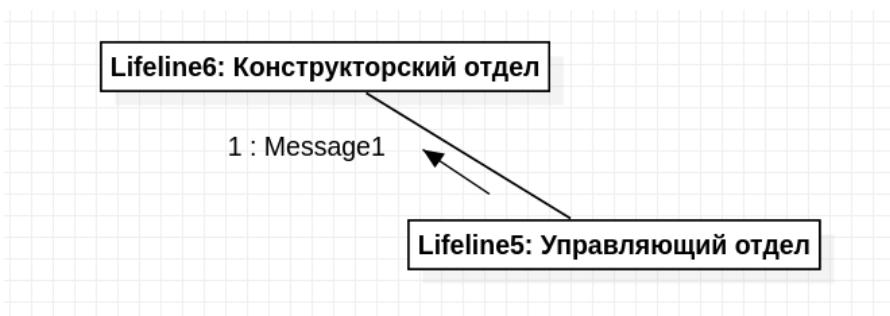 Lifeline6: Конструкторский отдел
1 : Message1
Lifeline5: Управляющий отдел